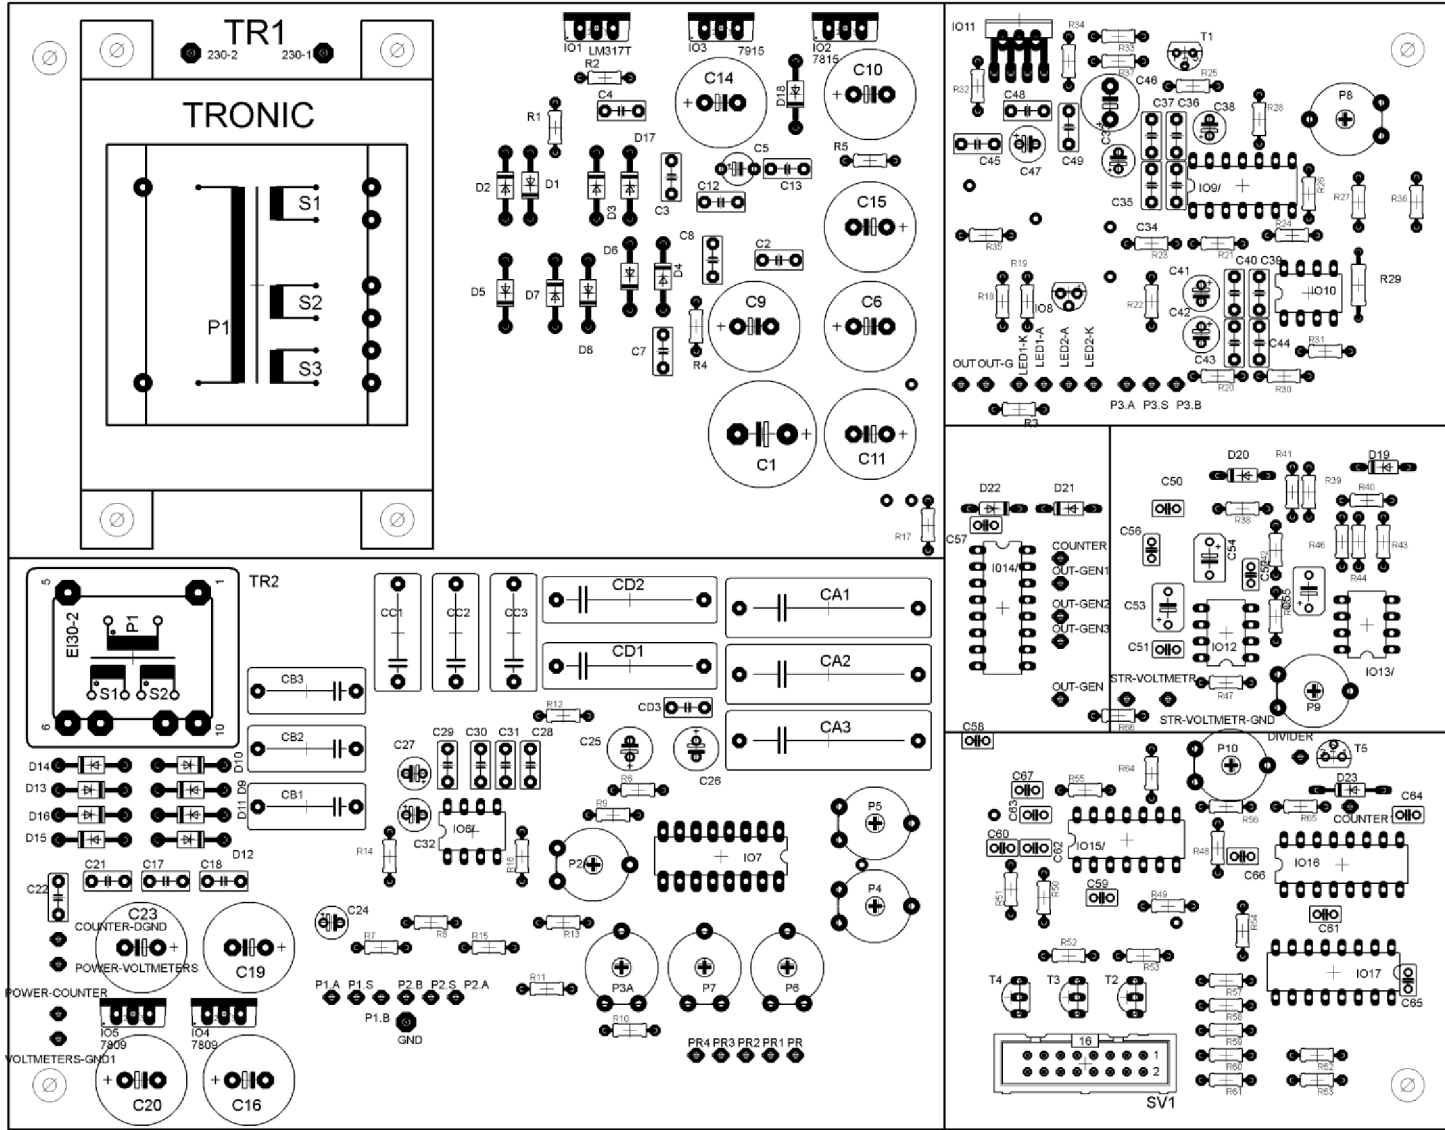 TR1
230-2
230-1
TRONIC
P1
S1
S2
S3
IO1
LM317T
IO3
7915
IO2
7815
R2
C14
D18
C10
C4
R1
D17
C5
R5
D2
D1
D3
C3
C12
C13
C15
C8
C2
D6
D4
D5
D7
D8
C9
C6
C7
R4
C1
C11
R17
IO11
R34
R33
R37
T1
C46
R25
R32
C48
C37
C36
C38
R28
P8
C45
C47
C49
IO9/
C35
R26
R27
R36
R35
C34
R23
R21
R24
R19
R18
IO8
R22
C41
C40
C39
IO10
R29
C42
C43
C44
R31
R20
R30
OUT
OUT-G
LED1-K
LED1-A
LED2-A
LED2-K
P3.A
P3.S
P3.B
R3
D22
D21
C57
IO14/
COUNTER
OUT-GEN1
OUT-GEN2
OUT-GEN3
OUT-GEN
D20
R41
D19
C50
R39
R40
R38
C56
C54
R46
R43
R44
C53
C55
C51
IO12
IO13/
R47
STR-VOLTMETR
P9
R66
STR-VOLTMETR-GND
TR2
5
1
EI30-2
P1
S1
S2
6
10
CC1
CC2
CC3
CD2
CA1
CD1
CA2
CB3
CD3
CA3
R12
CB2
C27
C29
C30
C31
C28
C25
C26
D14
D10
D13
D9
CB1
D16
D11
D15
D12
R6
R9
P5
C32
IO6/
R14
R16
P2A
IO7
P4
C21
C17
C18
C22
C23
COUNTER-DGND
C24
R7
R8
R15
R13
C19
POWER-VOLTMETERS
POWER-COUNTER
P1.A
P1.S
P2.B
P2.S
P2.A
P1.B
GND
R11
P3A
P7
P6
R10
IO5
7809
IO4
7809
VOLTMETERS-GND1
PR4
PR3
PR2
PR1
PR
C20
C16
C58
DIVIDER
P10
T5
C67
R55
R64
D23
C63
R56
R65
C64
COUNTER1
C60
C62
IO15/
R48
C66
IO16
R51
R50
C59
R49
R54
C61
R52
R53
IO17
C65
T4
T3
T2
R57
R58
R59
R60
R61
R62
R63
16
1
2
SV1